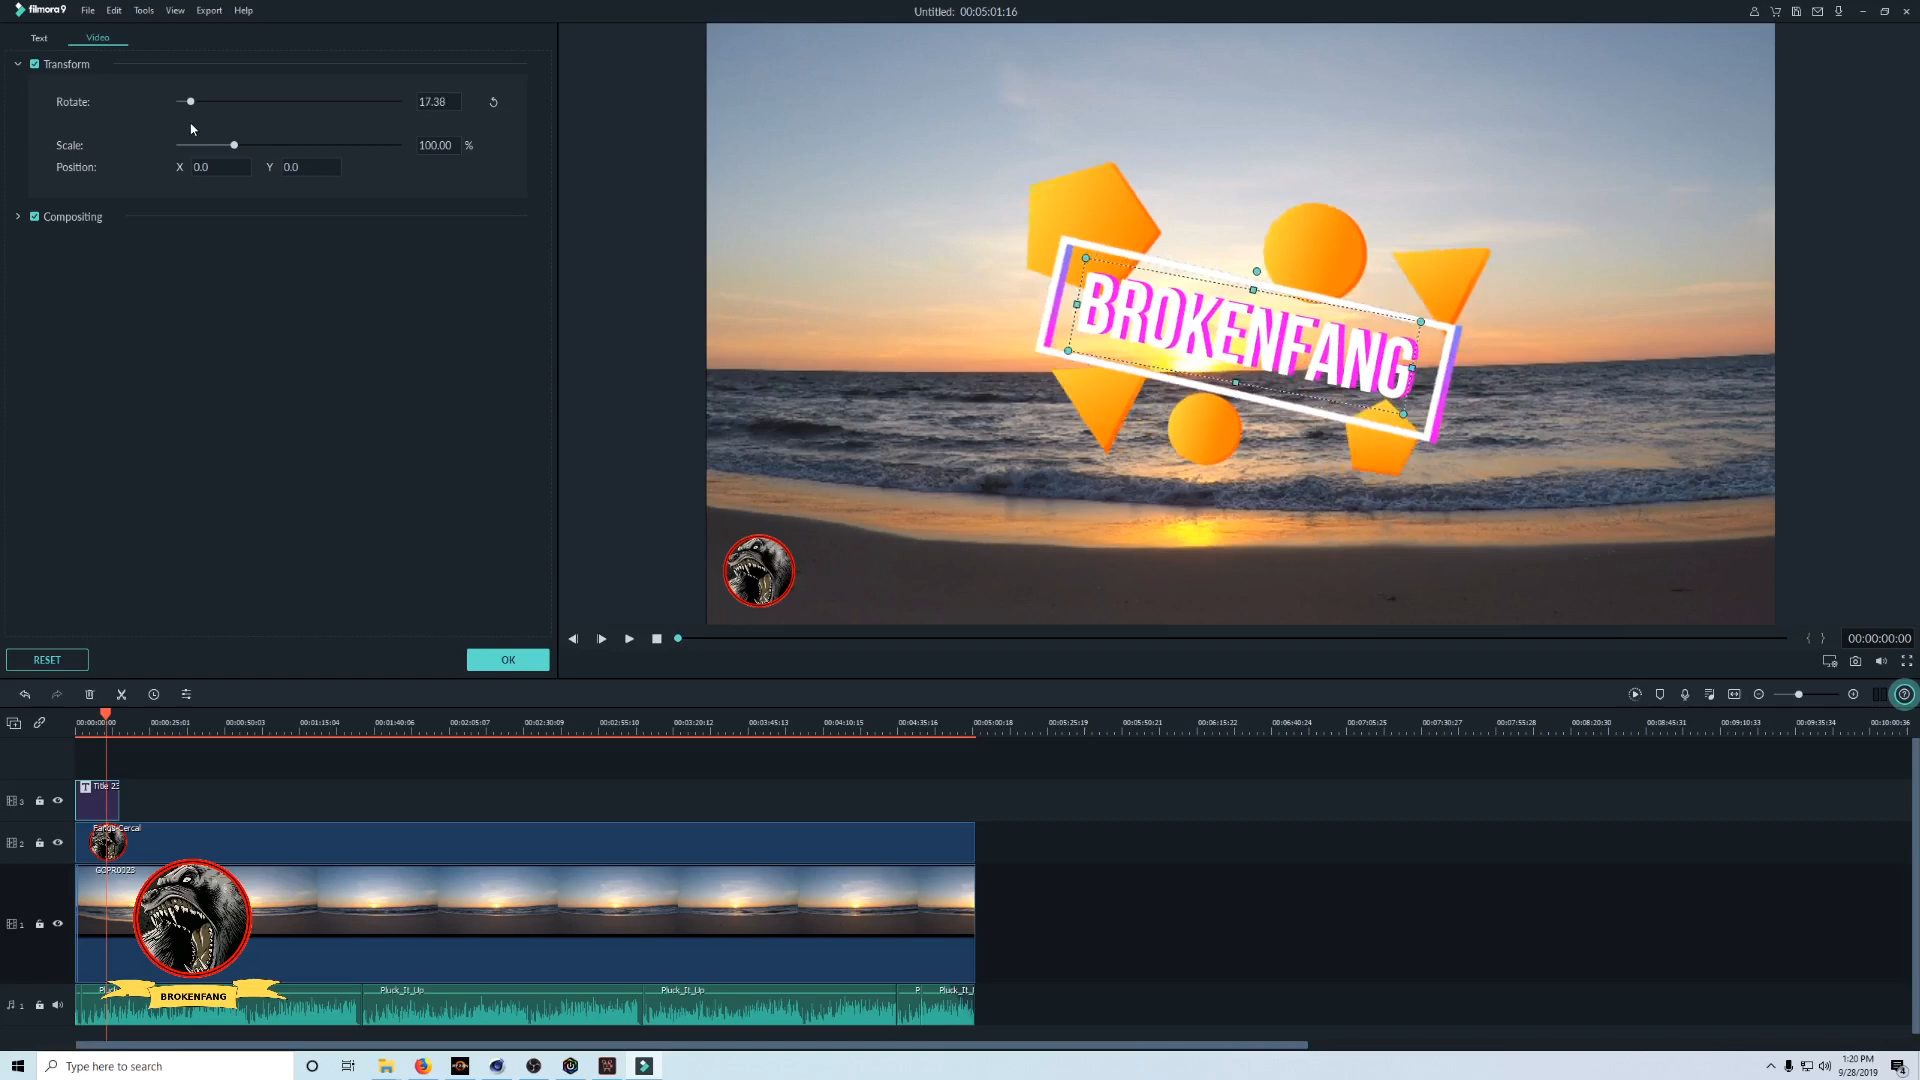 filmora9 File Edit Tools View Export Help
Untitled: 00:05:01:16
Text Video
Transform
Rotate: 17.38
Scale: 100.00 %
Position: X 0.0 Y 0.0
Compositing
BROKENFANG
RESET OK
00:00:00:00
00:00:00:00 00:00:25:01 00:00:50:03 00:01:15:04 00:01:40:06 00:02:05:07 00:02:30:09 00:02:55:10 00:03:20:12 00:03:45:13 00:04:10:15 00:04:35:16 00:05:00:18 00:05:25:19 00:05:50:21 00:06:15:22 00:06:40:24 00:07:05:25 00:07:30:27 00:07:55:28 00:08:20:30 00:08:45:31 00:09:10:33 00:09:35:34 00:10:00:36
T Title 23
3
2
GOPR0323
1
BROKENFANG
Pluck_It_Up Pluck_It_Up P Pluck_It_
1
Type here to search
1:20 PM
9/28/2019
4